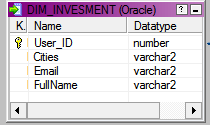 DIM_INVESMENT (Oracle)
K. Name Datatype
User_ID number
Cities varchar2
Email varchar2
FullName varchar2